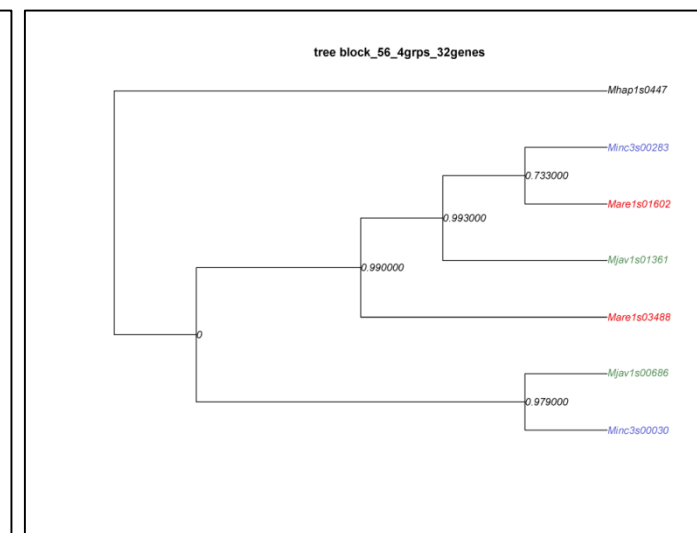 tree block_56_4grps_32genes
Mhap1s0447
Minc3s00283
0.733000
Mare1s01602
0.993000
Mjav1s01361
0.990000
Mare1s03488
0
Mjav1s00686
0.979000
Minc3s00030